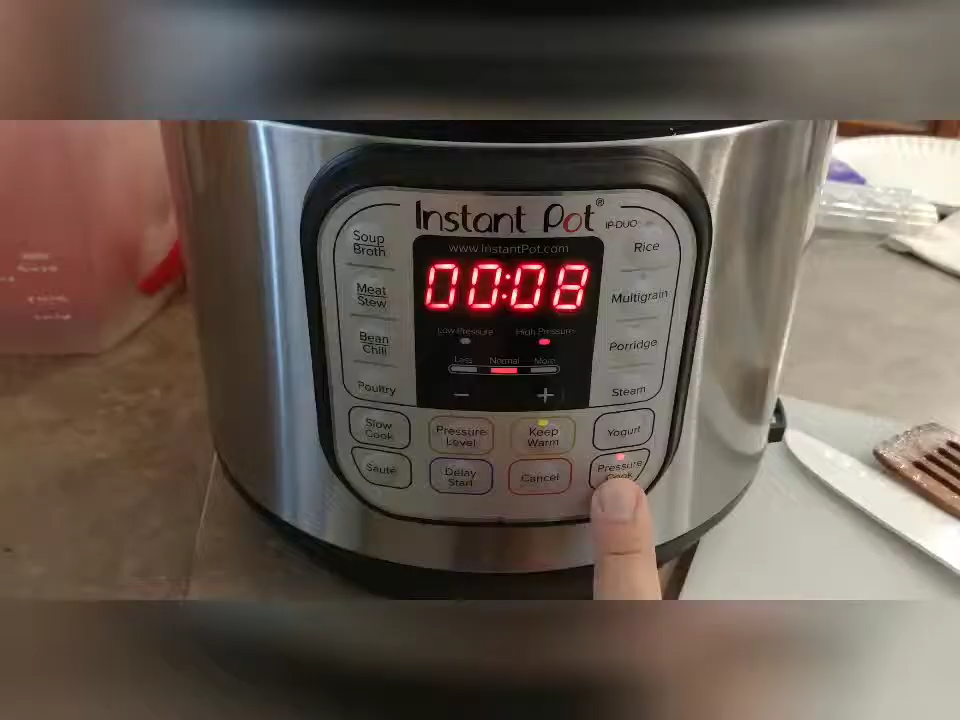 Instant Pot®
IP-DUO
www.InstantPot.com
00:08
Low Pressure
High Pressure
Less
Normal
More
−
+
Soup
Broth
Meat
Stew
Bean
Chili
Poultry
Rice
Multigrain
Porridge
Steam
Slow
Cook
Pressure
Level
Keep
Warm
Yogurt
Sauté
Delay
Start
Cancel
Pressure
Cook